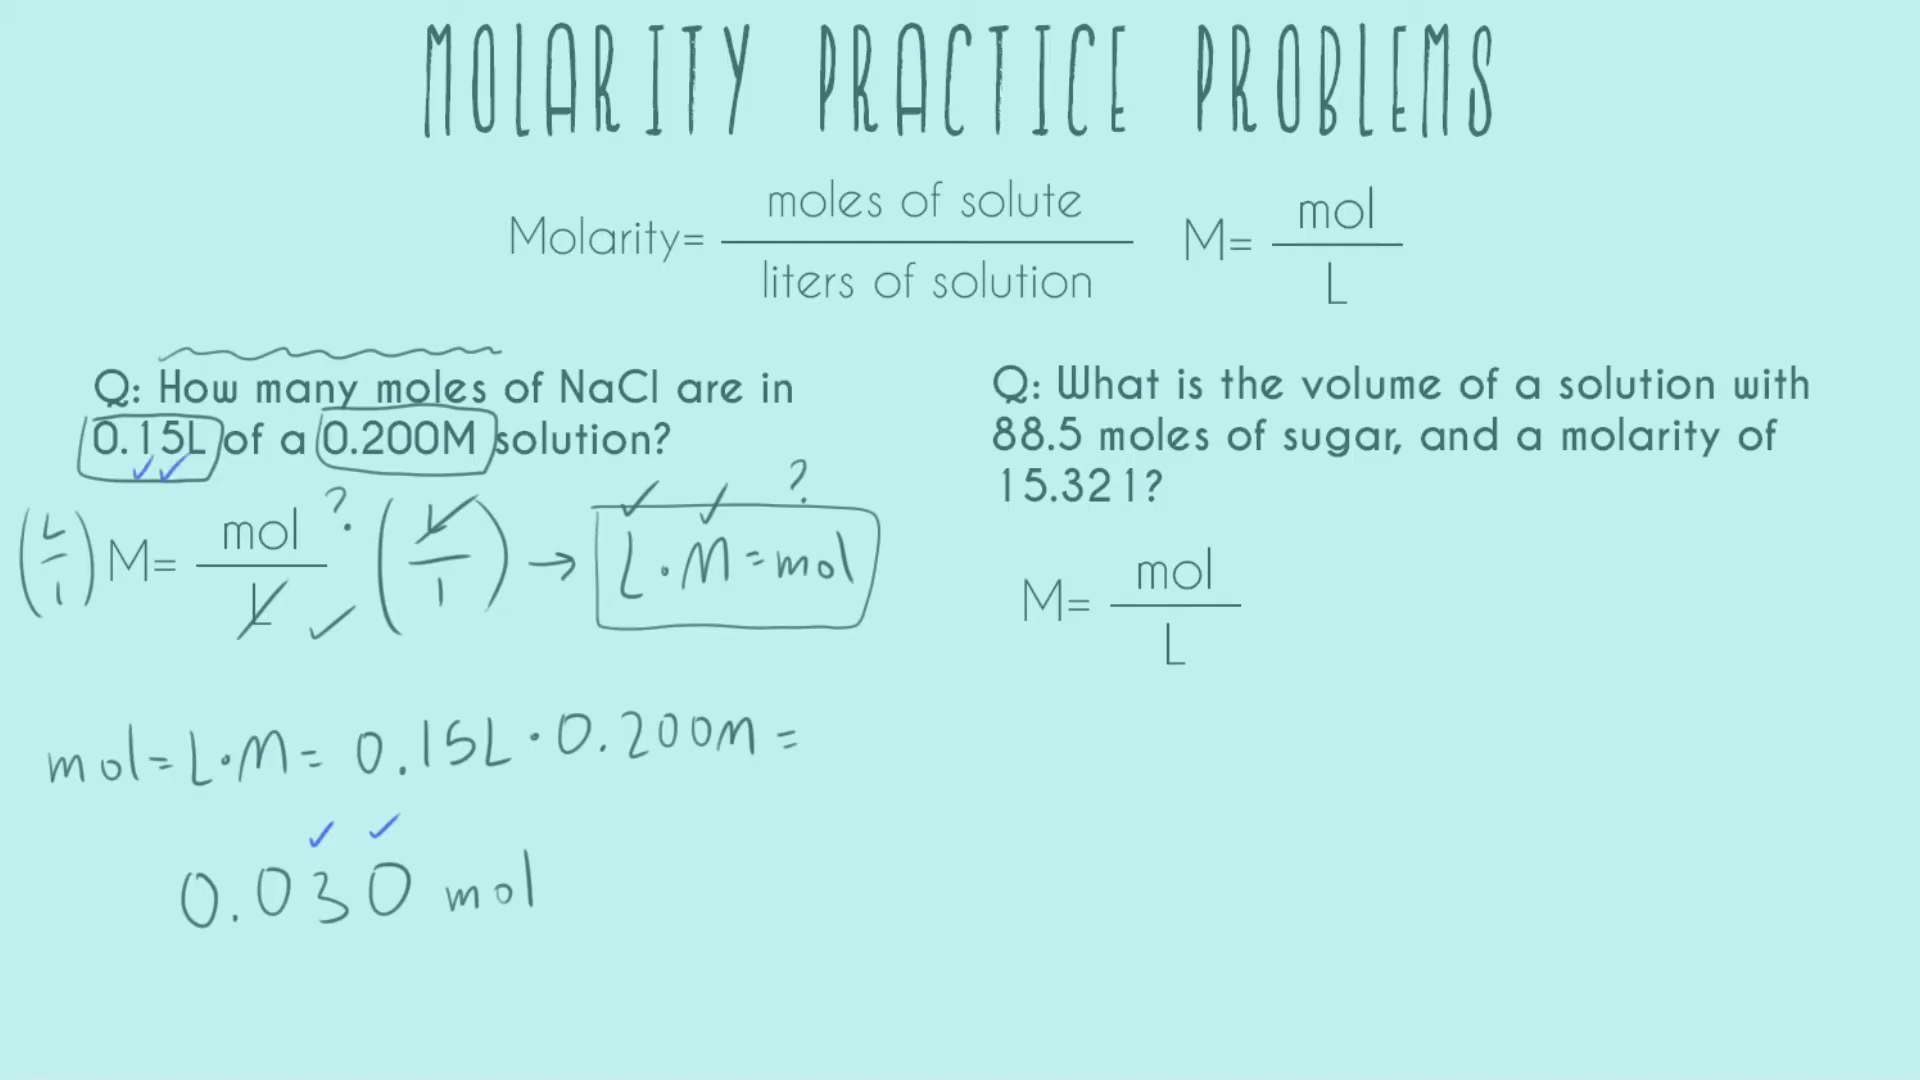 MOLARITY PRACTICE PROBLEMS
Molarity= moles of solute / liters of solution M= mol / L
Q: How many moles of NaCl are in
0.15L of a 0.200M solution?
(L/1) M= mol/L ? (L/1) → L·M=mol ?
mol=L·M= 0.15L·0.200M=
0.030 mol
Q: What is the volume of a solution with
88.5 moles of sugar, and a molarity of
15.321?
M= mol / L